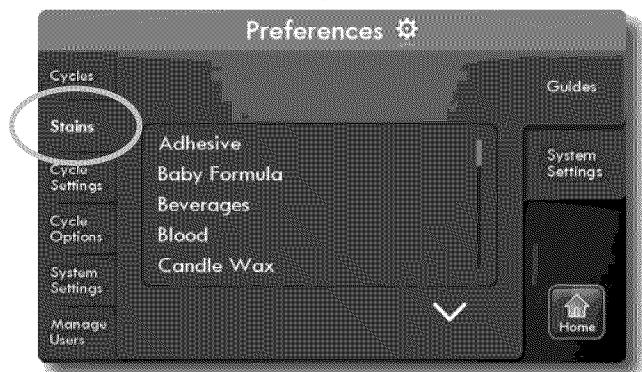 Preferences
Cycles
Stains
Cycle
Settings
Cycle
Options
System
Settings
Manage
Users
Adhesive
Baby Formula
Beverages
Blood
Candle Wax
Guides
System
Settings
Home